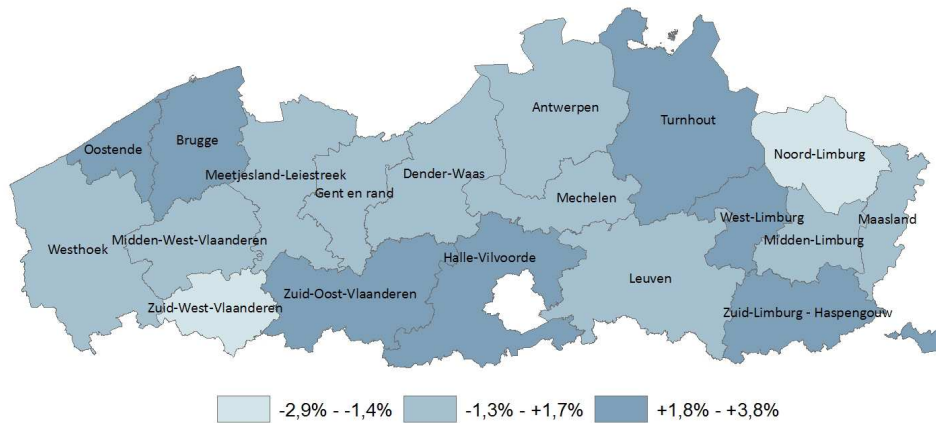 Antwerpen
Turnhout
Oostende
Brugge
Noord-Limburg
Meetjesland-Leiestreek
Dender-Waas
Gent en rand
Mechelen
West-Limburg
Maasland
Westhoek
Midden-West-Vlaanderen
Midden-Limburg
Halle-Vilvoorde
Leuven
Zuid-West-Vlaanderen
Zuid-Oost-Vlaanderen
Zuid-Limburg - Haspengouw
-2,9% - -1,4%
-1,3% - +1,7%
+1,8% - +3,8%